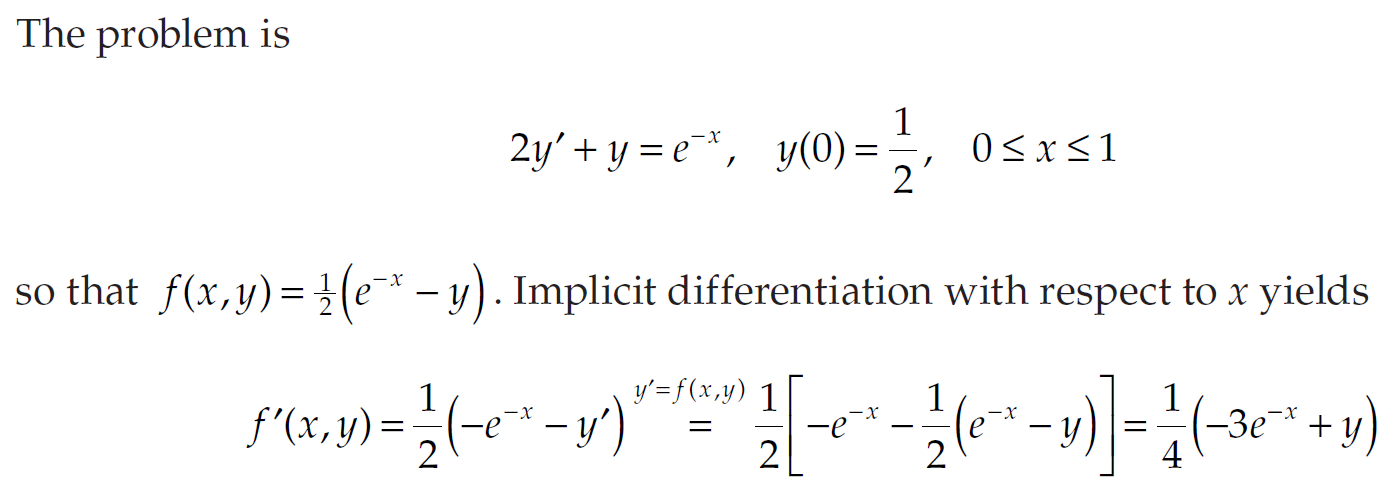 The problem is
2y′ + y = e⁻ˣ,   y(0) = 1/2,   0 ≤ x ≤ 1
so that f(x,y) = ½(e⁻ˣ − y). Implicit differentiation with respect to x yields
f′(x,y) = 1/2(−e⁻ˣ − y′) y′=f(x,y) = 1/2[−e⁻ˣ − 1/2(e⁻ˣ − y)] = 1/4(−3e⁻ˣ + y)